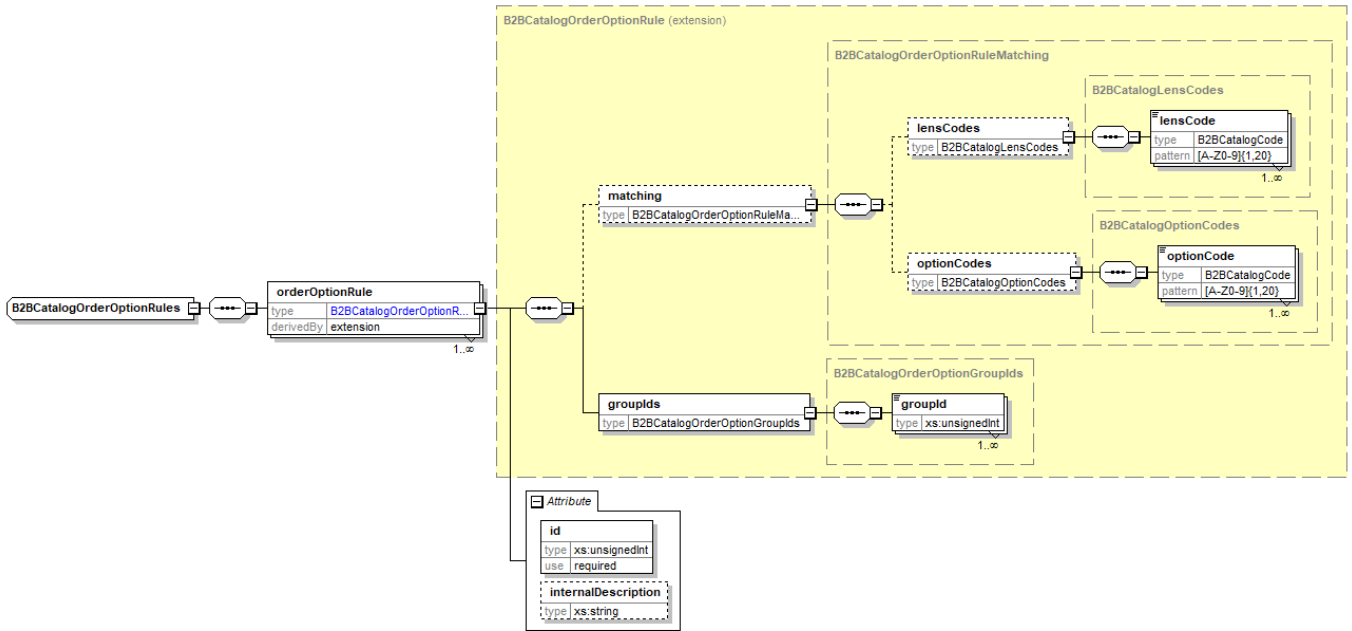 B2BCatalogOrderOptionRule (extension)
B2BCatalogOrderOptionRuleMatching
B2BCatalogLensCodes
lensCode
type B2BCatalogCode
pattern [A-Z0-9]{1,20}
1..∞
lensCodes
type B2BCatalogLensCodes
matching
type B2BCatalogOrderOptionRuleMa...
B2BCatalogOptionCodes
optionCode
type B2BCatalogCode
pattern [A-Z0-9]{1,20}
1..∞
optionCodes
type B2BCatalogOptionCodes
B2BCatalogOrderOptionRules
orderOptionRule
type B2BCatalogOrderOptionR...
derivedBy extension
1..∞
B2BCatalogOrderOptionGroupIds
groupIds
type B2BCatalogOrderOptionGroupIds
groupId
type xs:unsignedInt
1..∞
Attribute
id
type xs:unsignedInt
use required
internalDescription
type xs:string